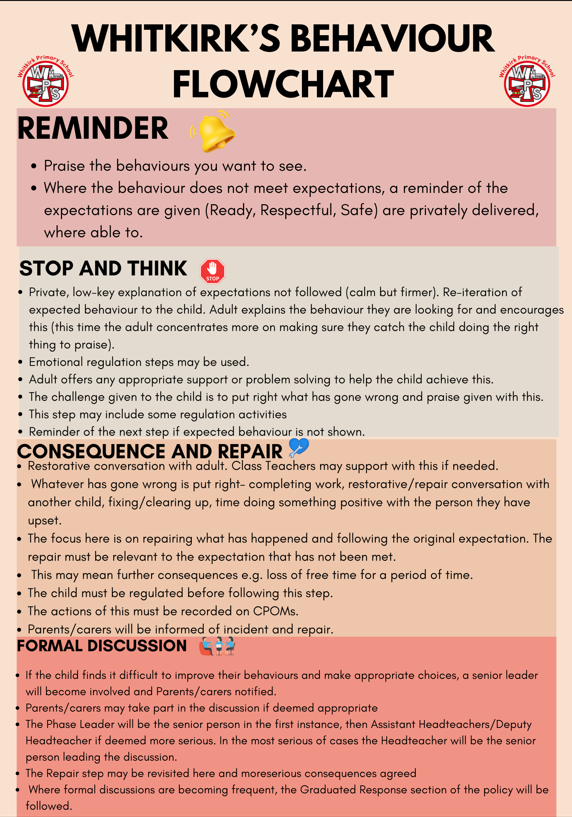 WHITKIRK'S BEHAVIOUR
FLOWCHART
Whitkirk Primary School
WPS
Whitkirk Primary School
WPS
REMINDER
• Praise the behaviours you want to see.
• Where the behaviour does not meet expectations, a reminder of the
expectations are given (Ready, Respectful, Safe) are privately delivered,
where able to.
STOP AND THINK
STOP
• Private, low-key explanation of expectations not followed (calm but firmer). Re-iteration of
expected behaviour to the child. Adult explains the behaviour they are looking for and encourages
this (this time the adult concentrates more on making sure they catch the child doing the right
thing to praise).
• Emotional regulation steps may be used.
• Adult offers any appropriate support or problem solving to help the child achieve this.
• The challenge given to the child is to put right what has gone wrong and praise given with this.
• This step may include some regulation activities
• Reminder of the next step if expected behaviour is not shown.
CONSEQUENCE AND REPAIR
• Restorative conversation with adult. Class Teachers may support with this if needed.
• Whatever has gone wrong is put right- completing work, restorative/repair conversation with
another child, fixing/clearing up, time doing something positive with the person they have
upset.
• The focus here is on repairing what has happened and following the original expectation. The
repair must be relevant to the expectation that has not been met.
• This may mean further consequences e.g. loss of free time for a period of time.
• The child must be regulated before following this step.
• The actions of this must be recorded on CPOMs.
• Parents/carers will be informed of incident and repair.
FORMAL DISCUSSION
• If the child finds it difficult to improve their behaviours and make appropriate choices, a senior leader
will become involved and Parents/carers notified.
• Parents/carers may take part in the discussion if deemed appropriate
• The Phase Leader will be the senior person in the first instance, then Assistant Headteachers/Deputy
Headteacher if deemed more serious. In the most serious of cases the Headteacher will be the senior
person leading the discussion.
• The Repair step may be revisited here and moreserious consequences agreed
• Where formal discussions are becoming frequent, the Graduated Response section of the policy will be
followed.